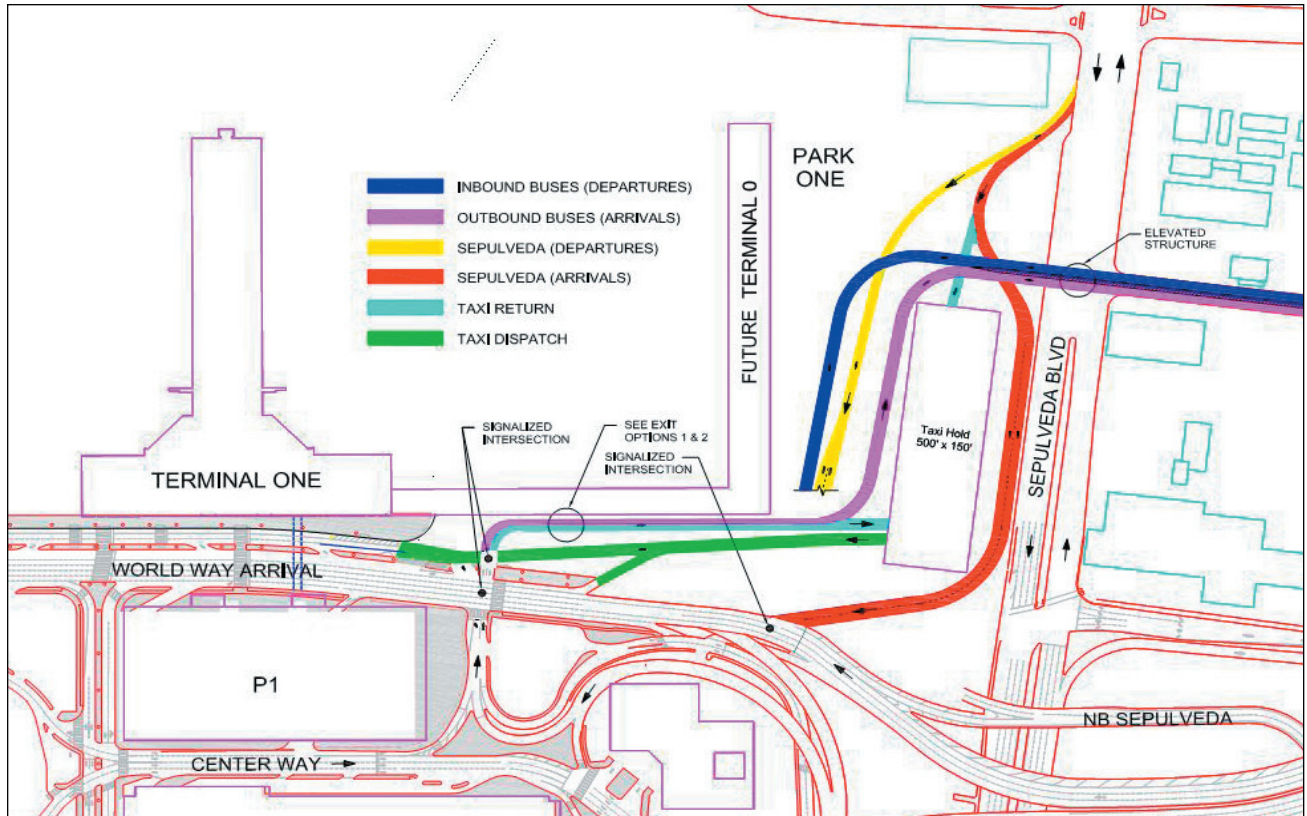 PARK
ONE
INBOUND BUSES (DEPARTURES)
OUTBOUND BUSES (ARRIVALS)
SEPULVEDA (DEPARTURES)
SEPULVEDA (ARRIVALS)
TAXI RETURN
TAXI DISPATCH
FUTURE TERMINAL 0
ELEVATED
STRUCTURE
SEPULVEDA BLVD
SIGNALIZED
INTERSECTION
SEE EXIT
OPTIONS 1 & 2
SIGNALIZED
INTERSECTION
Taxi Hold
500' x 150'
TERMINAL ONE
WORLD WAY ARRIVAL
P1
NB SEPULVEDA
CENTER WAY